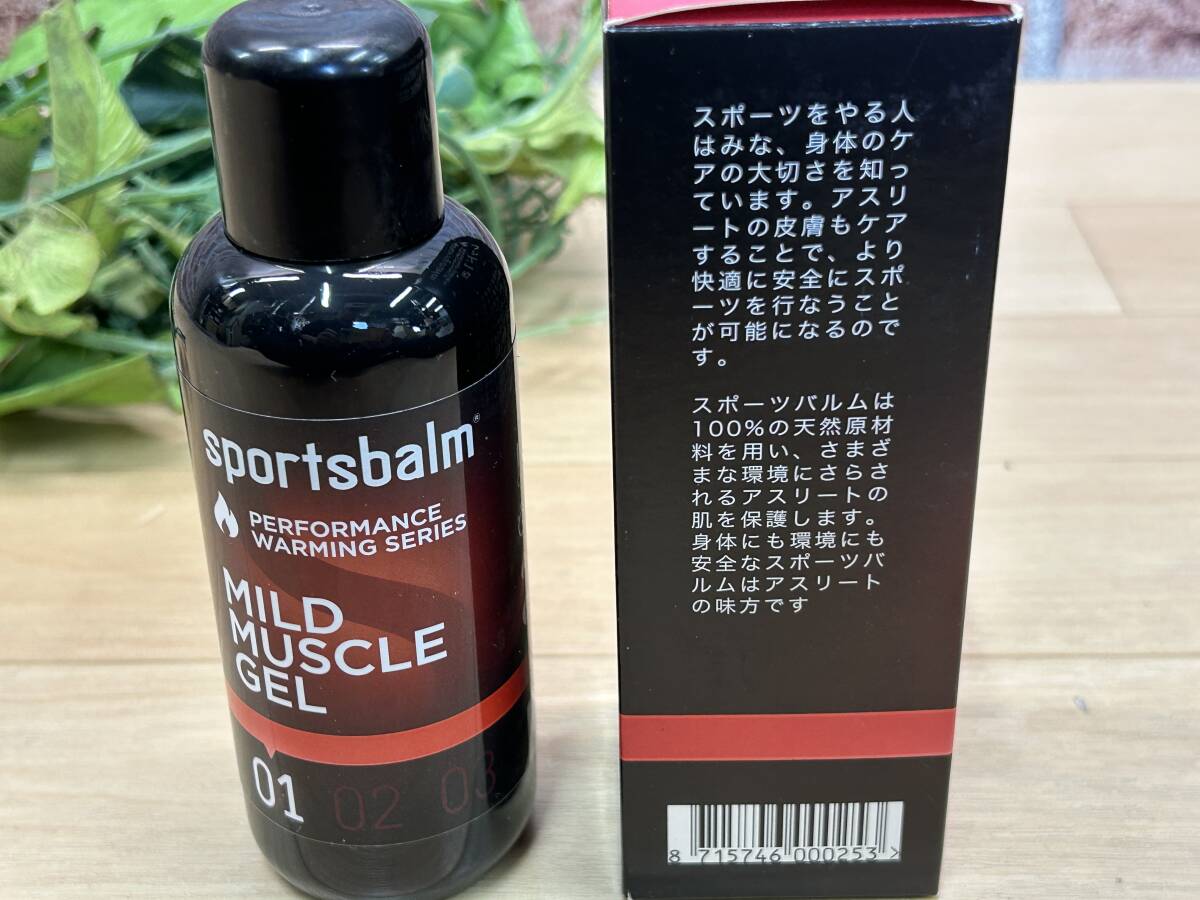 sportsbalm®
PERFORMANCE
WARMING SERIES
MILD
MUSCLE
GEL
01 02 03
スポーツをやる人
はみな、身体のケ
アの大切さを知っ
ています。アスリ
ートの皮膚もケア
することで、より
快適に安全にスポ
ーツを行なうこと
が可能になるので
す。
スポーツバルムは
100%の天然原材
料を用い、さまざ
まな環境にさらさ
れるアスリートの
肌を保護します。
身体にも環境にも
安全なスポーツバ
ルムはアスリート
の味方です
8 715746 000253 >